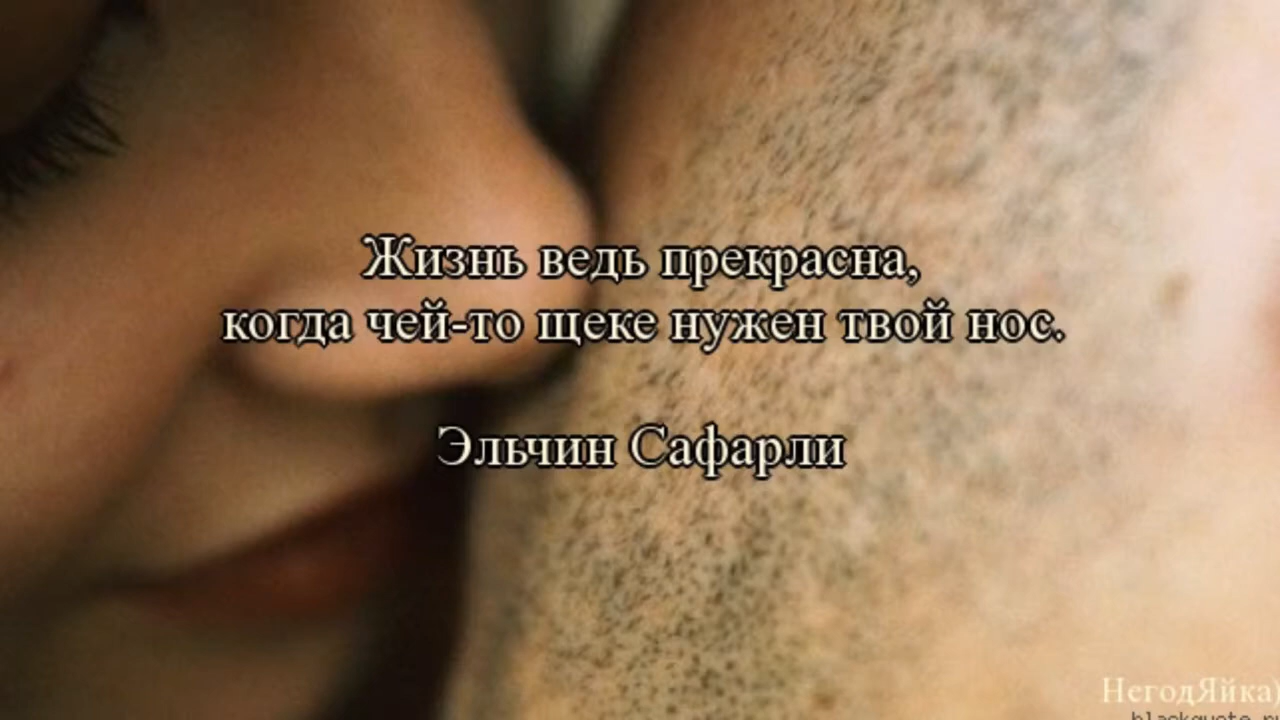 Жизнь ведь прекрасна,
когда чей-то щеке нужен твой нос.
Эльчин Сафарли
НегодЯйка)